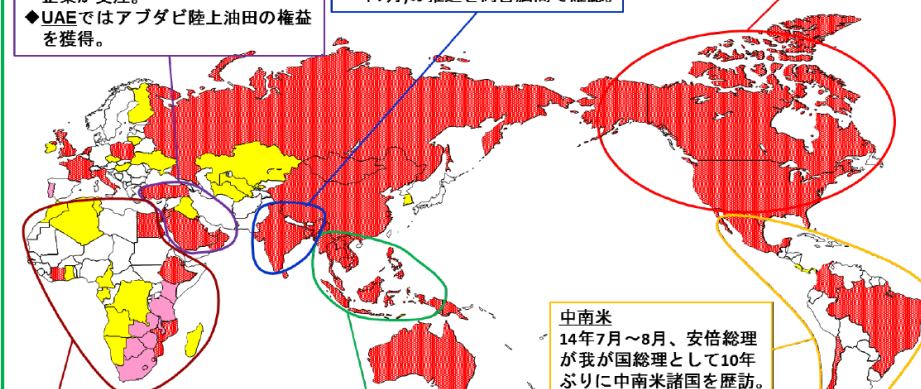 ◆UAEではアブダビ陸上油田の権益
を獲得。
中南米
14年7月~8月、安倍総理
が我が国総理として10年
ぶりに中南米諸国を歴訪。